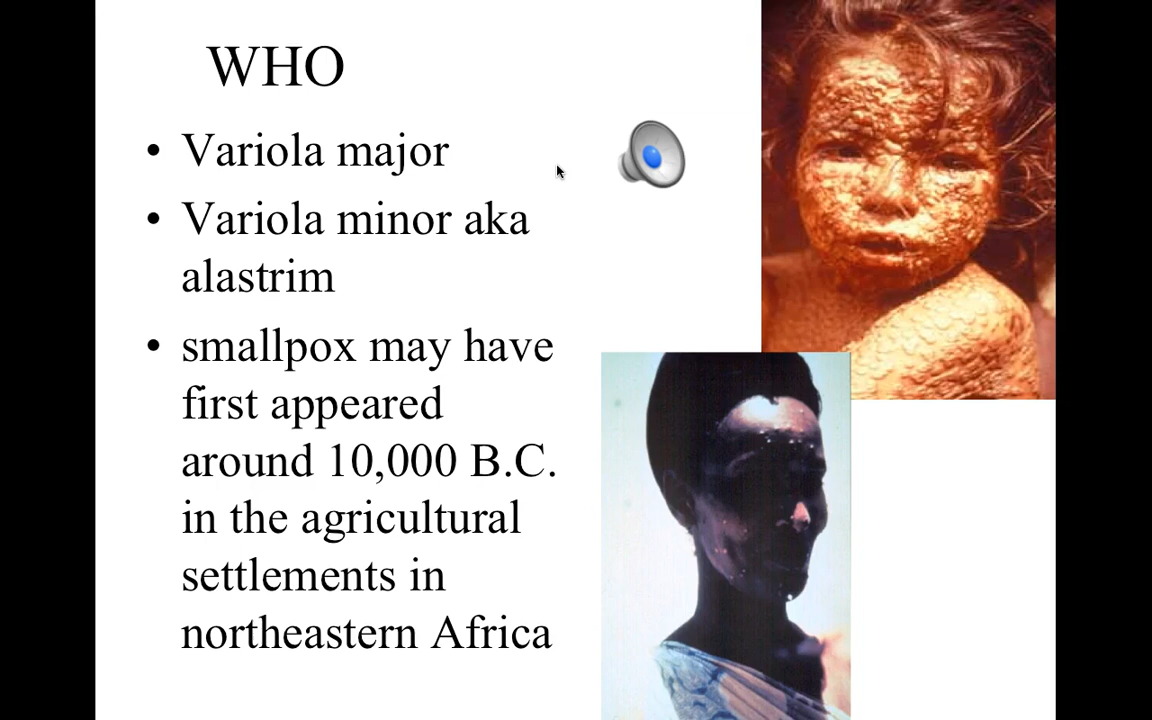 WHO
• Variola major
• Variola minor aka
alastrim
• smallpox may have
first appeared
around 10,000 B.C.
in the agricultural
settlements in
northeastern Africa